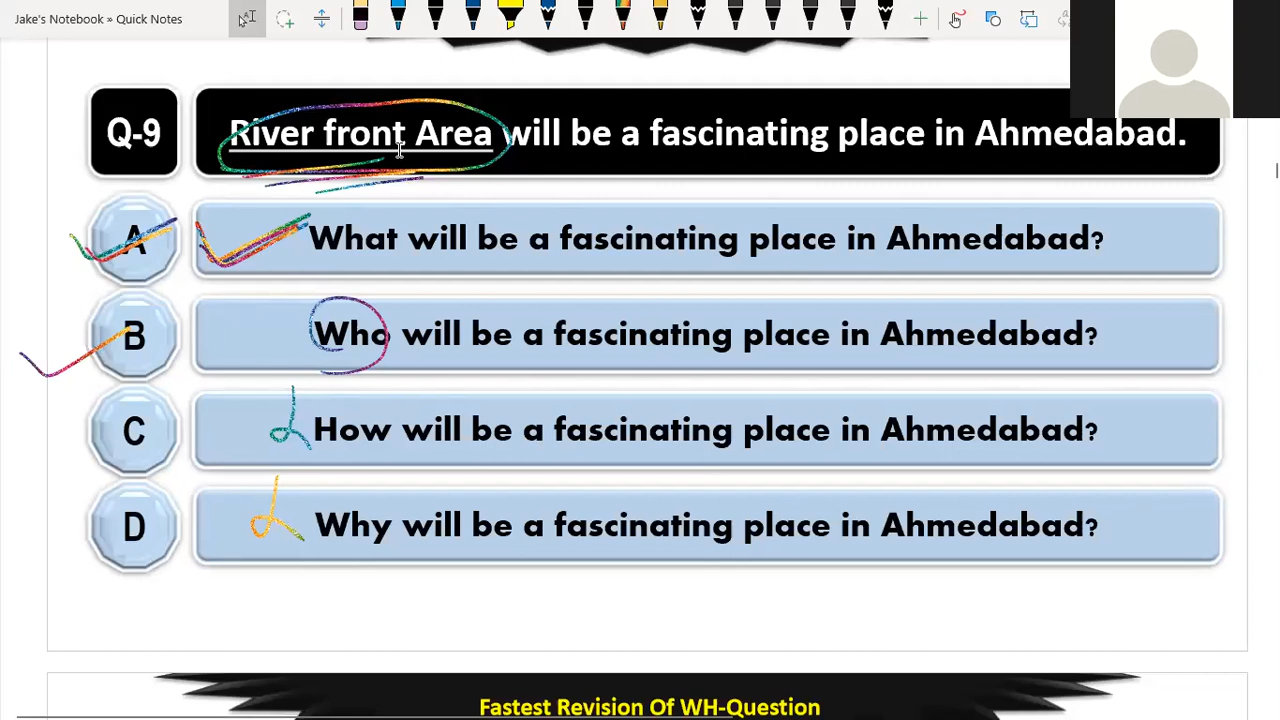 Jake's Notebook » Quick Notes
Q-9
River front Area will be a fascinating place in Ahmedabad.
A
What will be a fascinating place in Ahmedabad?
B
Who will be a fascinating place in Ahmedabad?
C
How will be a fascinating place in Ahmedabad?
D
Why will be a fascinating place in Ahmedabad?
Fastest Revision Of WH-Question